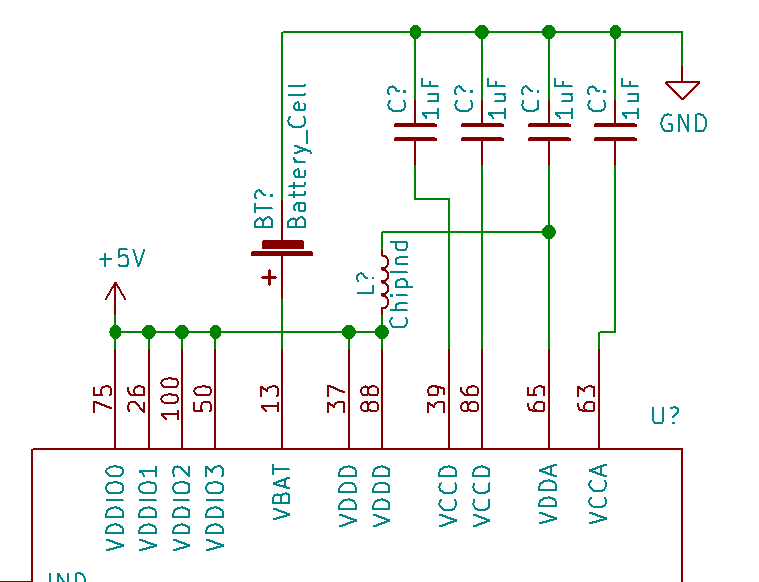 C?
1uF
C?
1uF
C?
1uF
C?
1uF
GND
BT?
Battery_Cell
+5V
+
L?
ChipInd
75
26
100
50
13
37
88
39
86
65
63
U?
VDDIO0
VDDIO1
VDDIO2
VDDIO3
VBAT
VDDD
VDDD
VCCD
VCCD
VDDA
VCCA